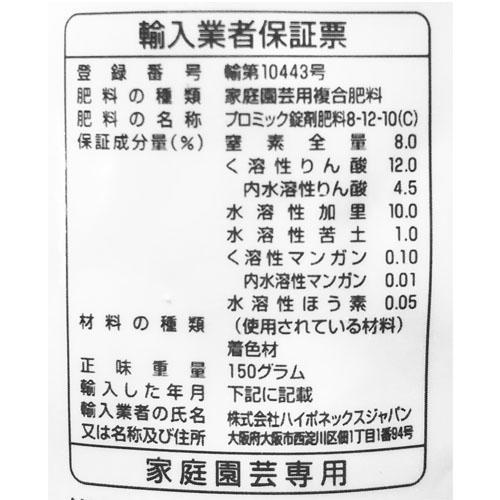 輸入業者保証票
登録番号 輸第10443号
肥料の種類 家庭園芸用複合肥料
肥料の名称 プロミック錠剤肥料8-12-10(C)
保証成分量(%) 窒素全量 8.0
く溶性りん酸 12.0
内水溶性りん酸 4.5
水溶性加里 10.0
水溶性苦土 1.0
く溶性マンガン 0.10
内水溶性マンガン 0.01
水溶性ほう素 0.05
材料の種類 (使用されている材料)
着色材
正味重量 150グラム
輸入した年月 下記に記載
輸入業者の氏名 株式会社ハイポネックスジャパン
又は名称及び住所 大阪府大阪市西淀川区佃1丁目1番94号
家庭園芸専用